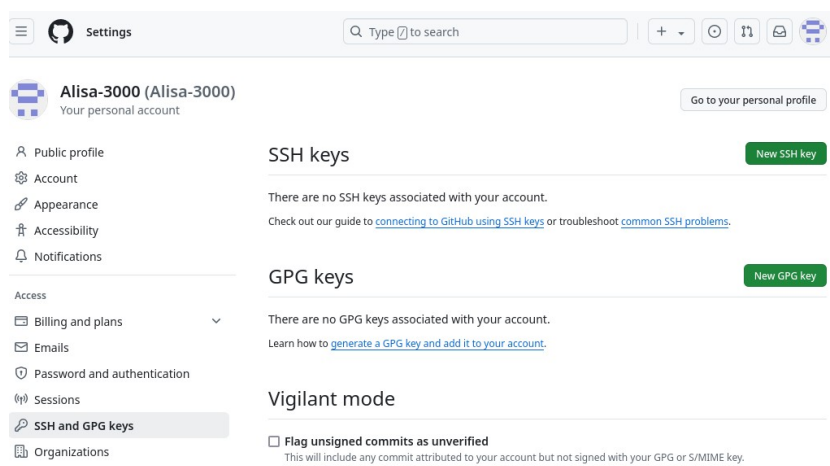 Settings
Type / to search
Alisa-3000 (Alisa-3000)
Your personal account
Go to your personal profile
Public profile
Account
Appearance
Accessibility
Notifications
Access
Billing and plans
Emails
Password and authentication
Sessions
SSH and GPG keys
Organizations
SSH keys
New SSH key
There are no SSH keys associated with your account.
Check out our guide to connecting to GitHub using SSH keys or troubleshoot common SSH problems.
GPG keys
New GPG key
There are no GPG keys associated with your account.
Learn how to generate a GPG key and add it to your account.
Vigilant mode
Flag unsigned commits as unverified
This will include any commit attributed to your account but not signed with your GPG or S/MIME key.